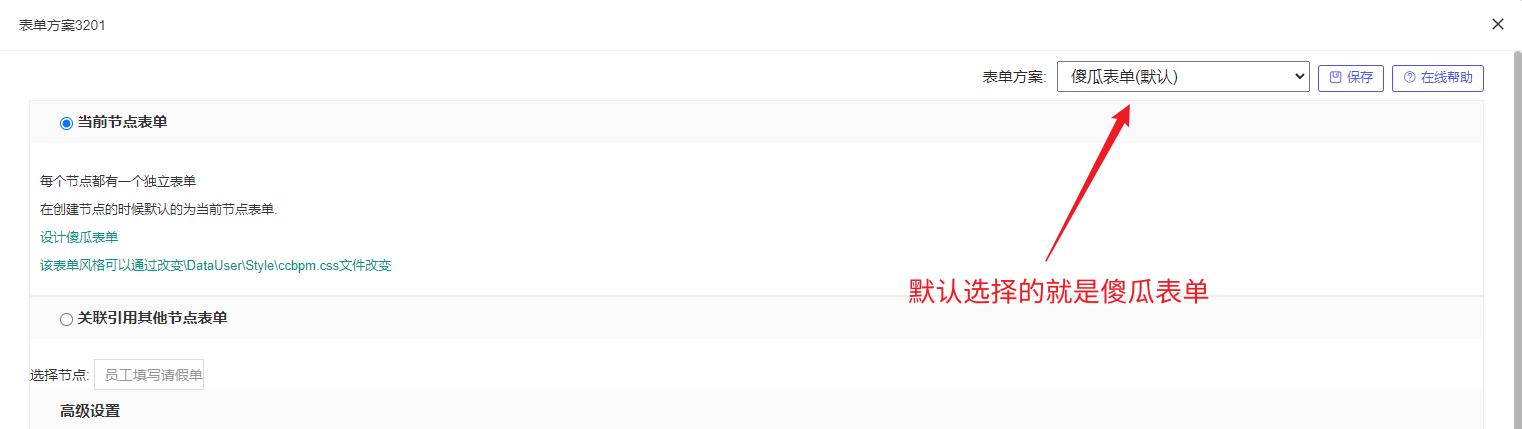 表单方案3201
表单方案: 傻瓜表单(默认) 保存 在线帮助
当前节点表单
每个节点都有一个独立表单
在创建节点的时候默认的为当前节点表单.
设计傻瓜表单
该表单风格可以通过改变\DataUser\Style\ccbpm.css文件改变
默认选择的就是傻瓜表单
关联引用其他节点表单
选择节点: 员工填写请假单
高级设置